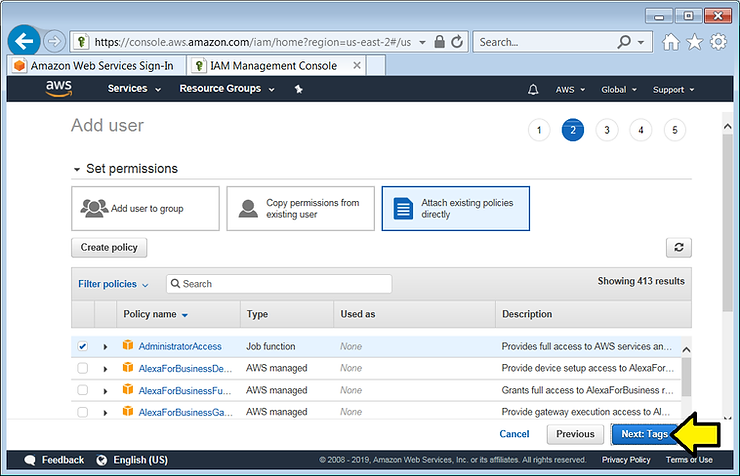 https://console.aws.amazon.com/iam/home?region=us-east-2#/us
Search...
Amazon Web Services Sign-In
IAM Management Console
aws
Services
Resource Groups
AWS
Global
Support
Add user
1
2
3
4
5
Set permissions
Add user to group
Copy permissions from
existing user
Attach existing policies
directly
Create policy
Filter policies
Search
Showing 413 results
Policy name
Type
Used as
Description
AdministratorAccess Job function None Provides full access to AWS services an...
AlexaForBusinessDe... AWS managed None Provide device setup access to AlexaFor...
AlexaForBusinessFu... AWS managed None Grants full access to AlexaForBusiness r...
AlexaForBusinessGa... AWS managed None Provide gateway execution access to Al...
Cancel
Previous
Next: Tags
Feedback
English (US)
© 2008 - 2019, Amazon Web Services, Inc. or its affiliates. All rights reserved.
Privacy Policy
Terms of Use